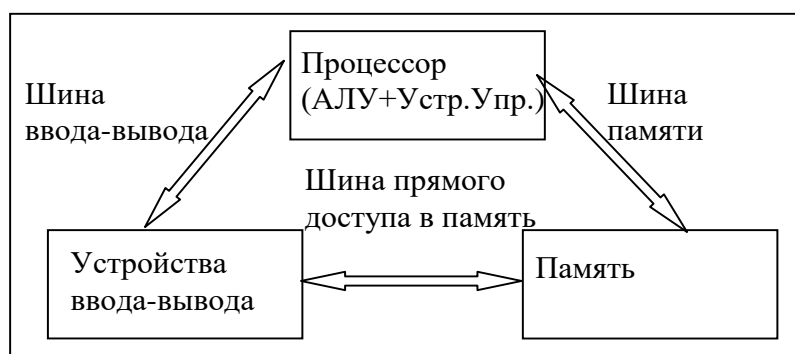 Процессор
(АЛУ+Устр.Упр.)
Шина
ввода-вывода
Шина
памяти
Шина прямого
доступа в память
Устройства
ввода-вывода
Память